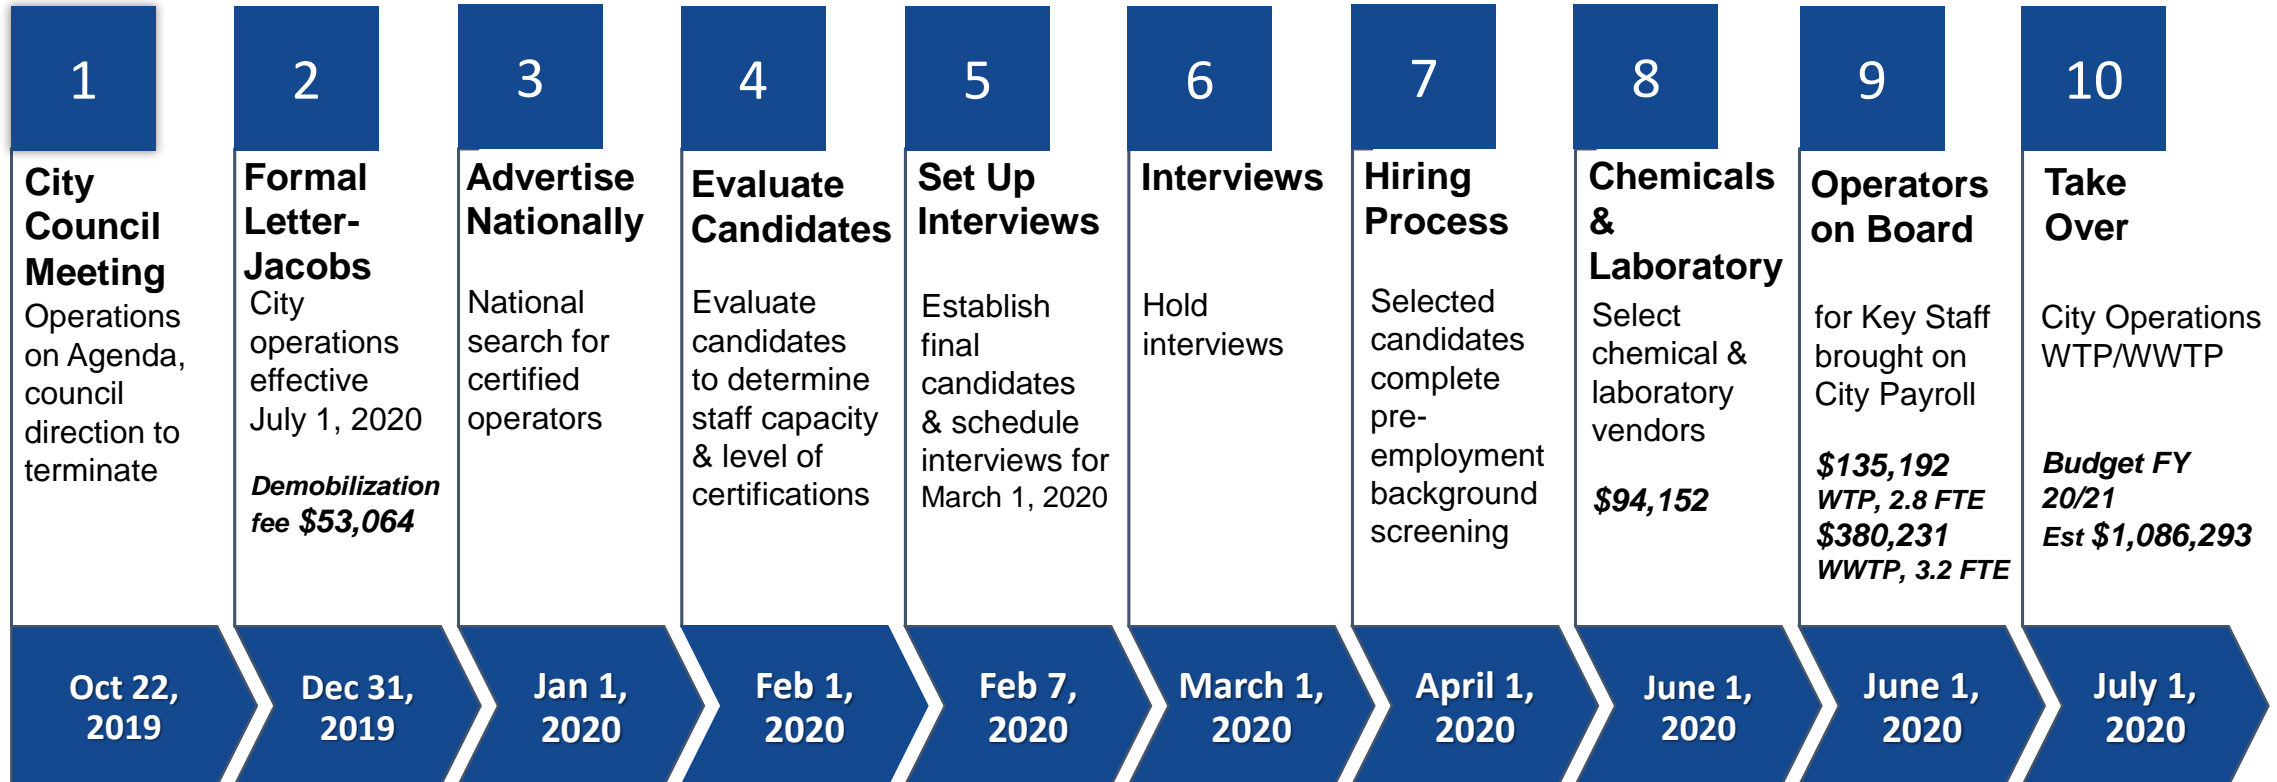 1
City
Council
Meeting
Operations
on Agenda,
council
direction to
terminate
Oct 22,
2019
2
Formal
Letter-
Jacobs
City
operations
effective
July 1, 2020
Demobilization
fee $53,064
Dec 31,
2019
3
Advertise
Nationally
National
search for
certified
operators
Jan 1,
2020
4
Evaluate
Candidates
Evaluate
candidates
to determine
staff capacity
& level of
certifications
Feb 1,
2020
5
Set Up
Interviews
Establish
final
candidates
& schedule
interviews for
March 1, 2020
Feb 7,
2020
6
Interviews
Hold
interviews
March 1,
2020
7
Hiring
Process
Selected
candidates
complete
pre-
employment
background
screening
April 1,
2020
8
Chemicals
&
Laboratory
Select
chemical &
laboratory
vendors
$94,152
June 1,
2020
9
Operators
on Board
for Key Staff
brought on
City Payroll
$135,192
WTP, 2.8 FTE
$380,231
WWTP, 3.2 FTE
June 1,
2020
10
Take
Over
City Operations
WTP/WWTP
Budget FY
20/21
Est $1,086,293
July 1,
2020